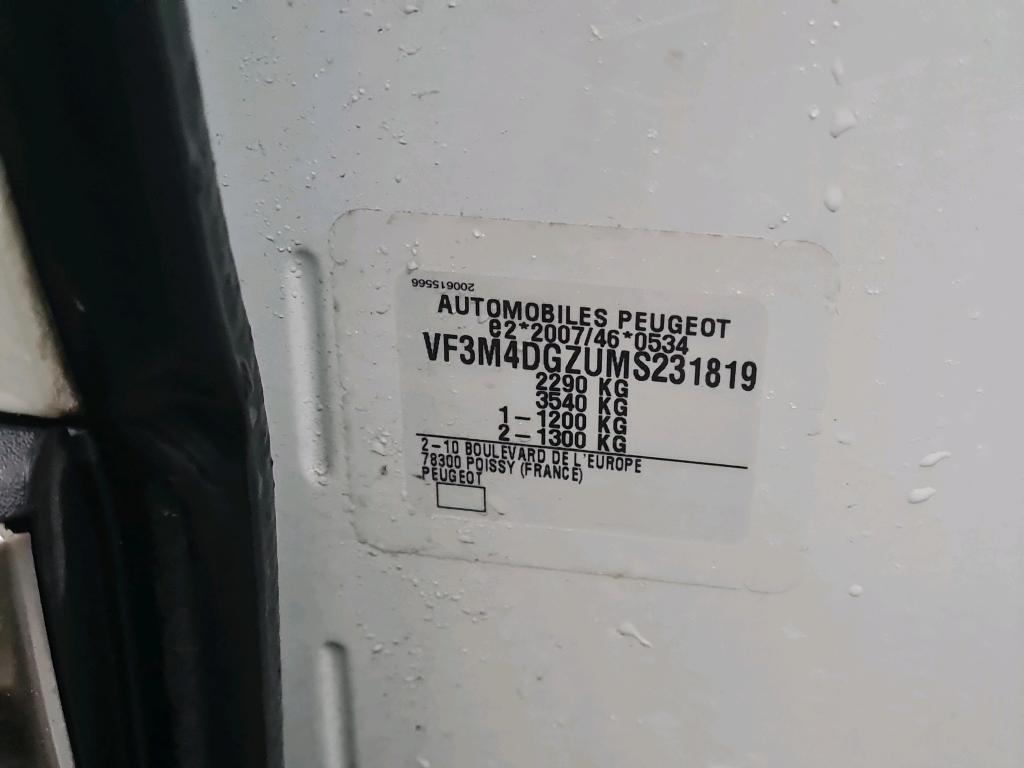 200615566
AUTOMOBILES PEUGEOT
e2*2007/46*0534
VF3M4DGZUMS231819
2290 KG
3540 KG
1-1200 KG
2-1300 KG
2-10 BOULEVARD DE L'EUROPE
78300 POISSY (FRANCE)
PEUGEOT